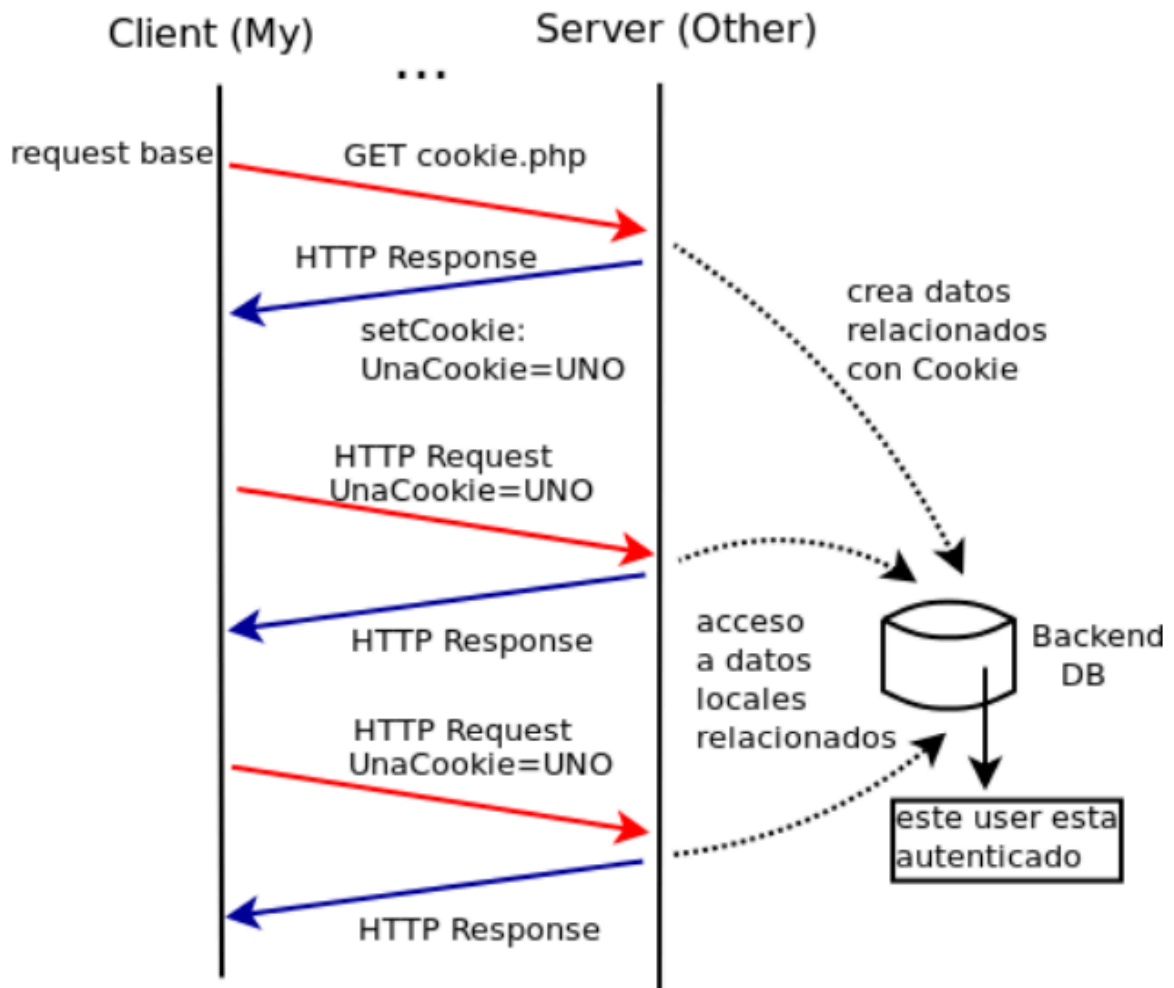 Client (My)
Server (Other)
...
request base
GET cookie.php
HTTP Response
setCookie:
UnaCookie=UNO
crea datos
relacionados
con Cookie
HTTP Request
UnaCookie=UNO
HTTP Response
acceso
a datos
locales
relacionados
Backend
DB
HTTP Request
UnaCookie=UNO
este user esta
autenticado
HTTP Response